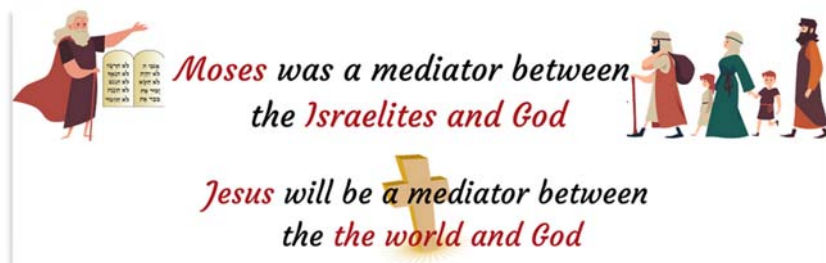 Moses was a mediator between
the Israelites and God
Jesus will be a mediator between
the the world and God